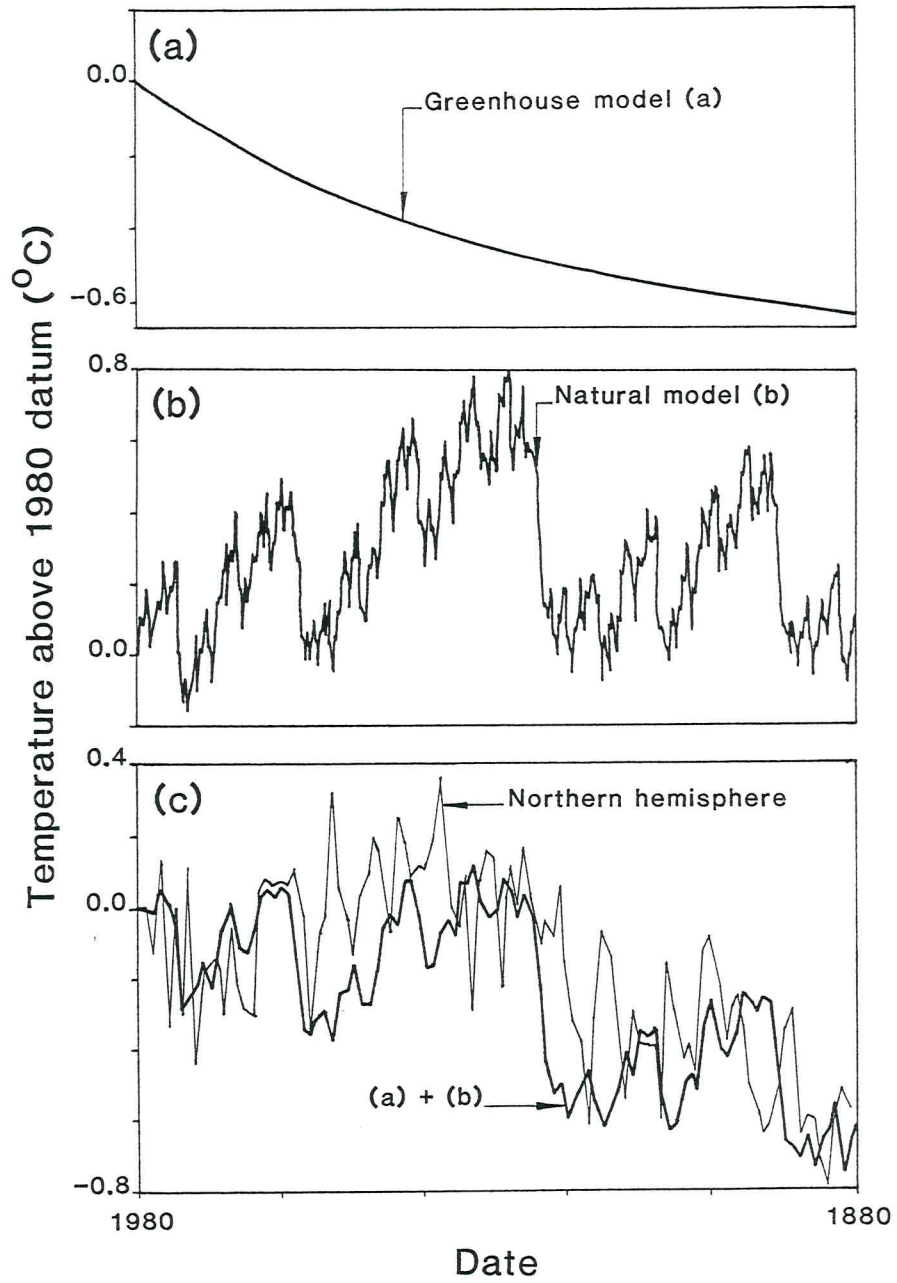 Temperature above 1980 datum (°C)
(a)
0.0
Greenhouse model (a)
-0.6
0.8
(b)
Natural model (b)
0.0
0.4
(c)
Northern hemisphere
0.0
(a) + (b)
-0.8
1980
1880
Date